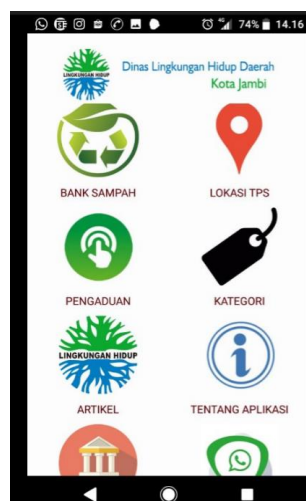 74% 14.16
LINGKUNGAN HIDUP
Dinas Lingkungan Hidup Daerah
Kota Jambi
BANK SAMPAH
LOKASI TPS
PENGADUAN
KATEGORI
LINGKUNGAN HIDUP
ARTIKEL
TENTANG APLIKASI